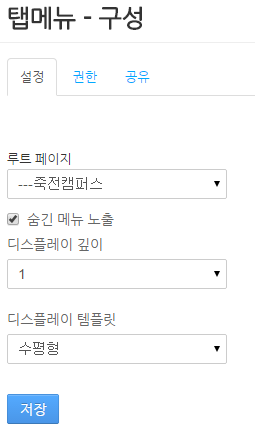 탭메뉴 - 구성
설정 권한 공유
루트 페이지
---죽전캠퍼스
숨긴 메뉴 노출
디스플레이 깊이
1
디스플레이 템플릿
수평형
저장